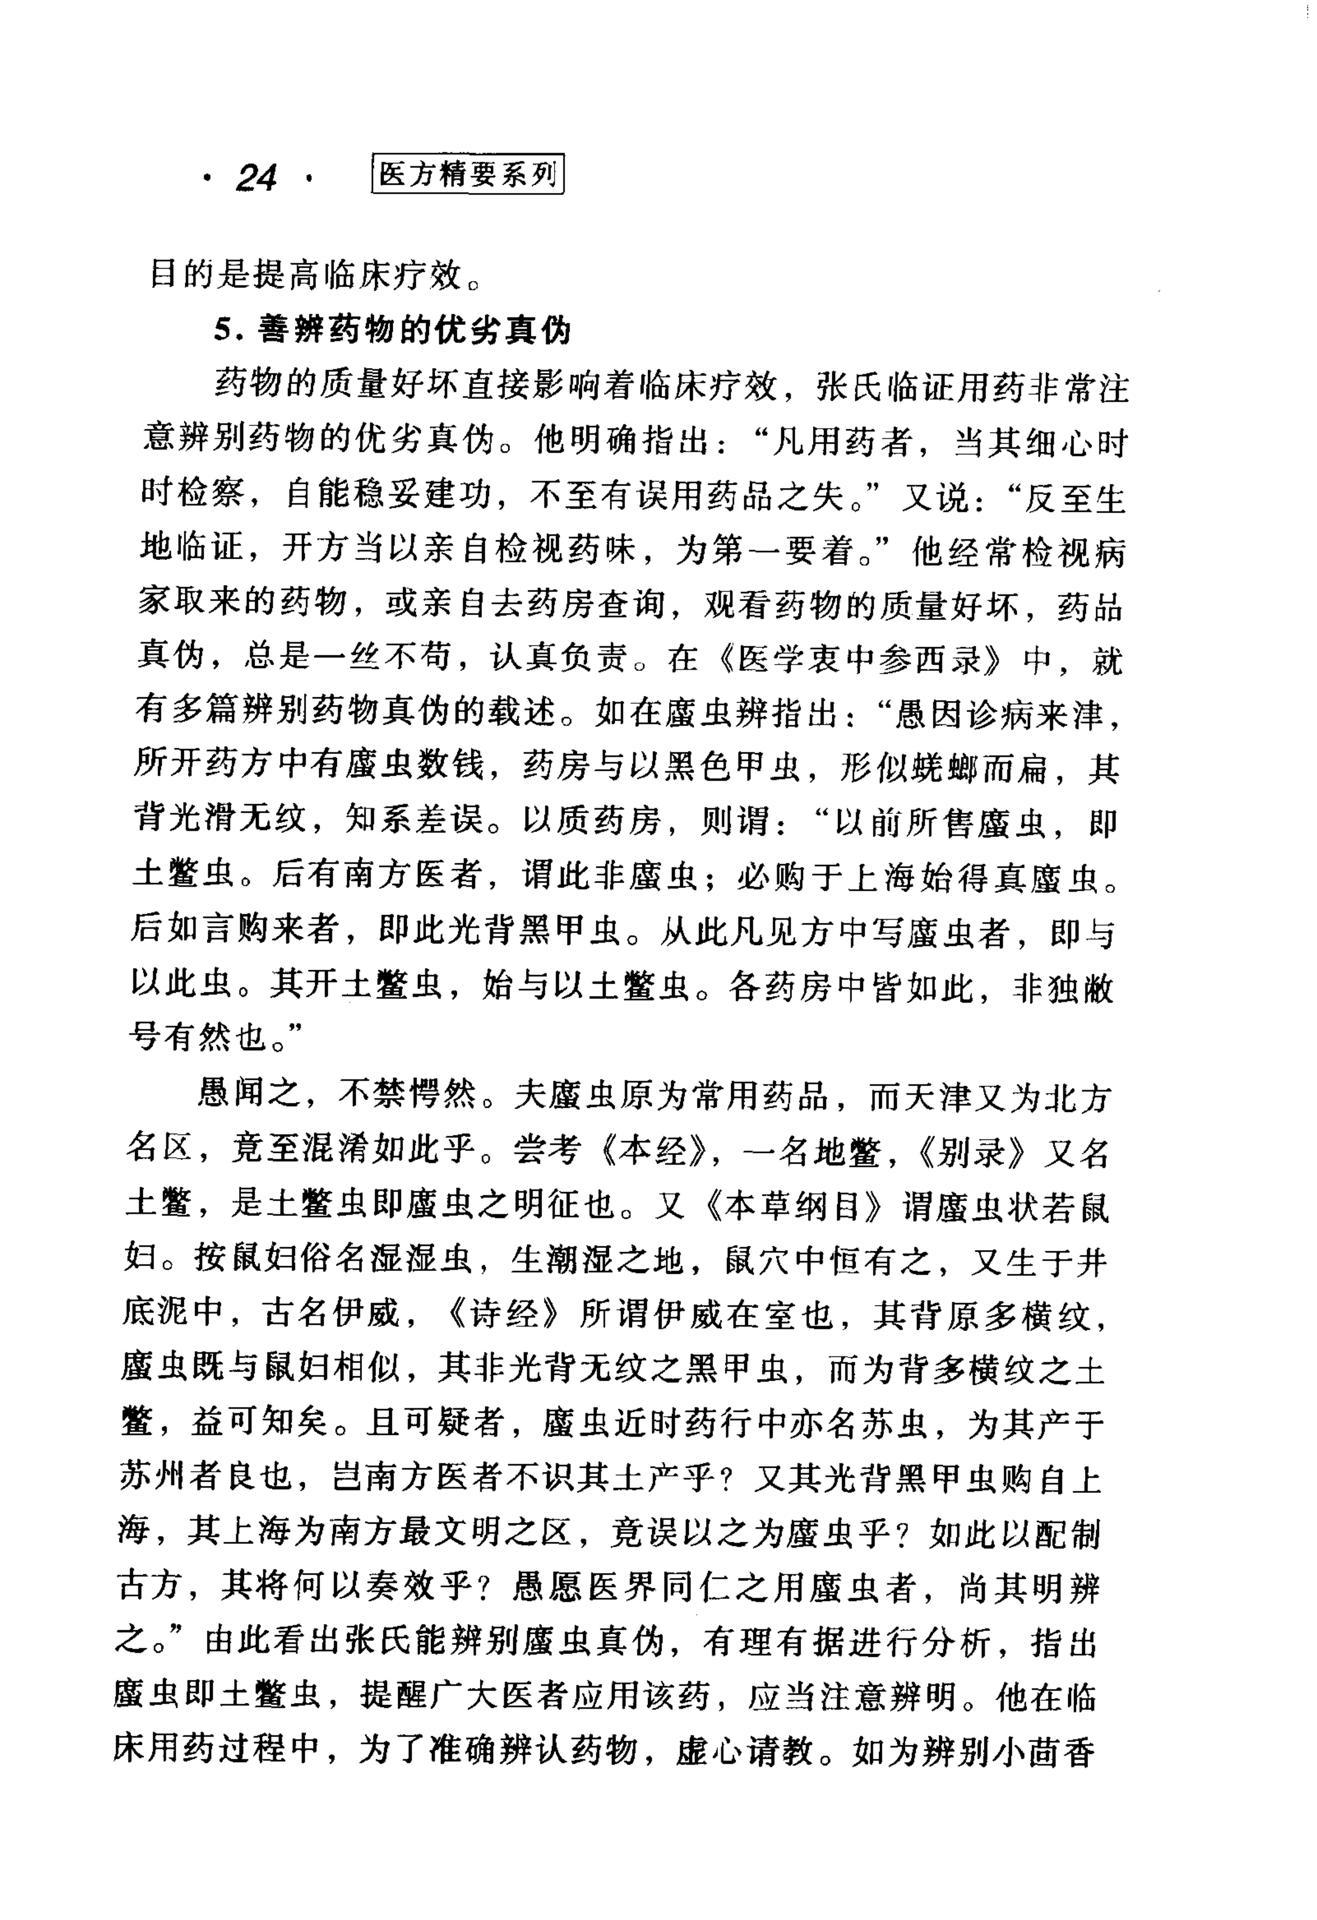 · 24 · 医方精要系列
目的是提高临床疗效。
5. 善辨药物的优劣真伪
药物的质量好坏直接影响着临床疗效，张氏临证用药非常注
意辨别药物的优劣真伪。他明确指出：“凡用药者，当其细心时
时检察，自能稳妥建功，不至有误用药品之失。”又说：“反至生
地临证，开方当以亲自检视药味，为第一要着。”他经常检视病
家取来的药物，或亲自去药房查询，观看药物的质量好坏，药品
真伪，总是一丝不苟，认真负责。在《医学衷中参西录》中，就
有多篇辨别药物真伪的载述。如在䗪虫辨指出：“愚因诊病来津，
所开药方中有䗪虫数钱，药房与以黑色甲虫，形似蜣螂而扁，其
背光滑无纹，知系差误。以质药房，则谓：“以前所售䗪虫，即
土鳖虫。后有南方医者，谓此非䗪虫；必购于上海始得真䗪虫。
后如言购来者，即此光背黑甲虫。从此凡见方中写䗪虫者，即与
以此虫。其开土鳖虫，始与以土鳖虫。各药房中皆如此，非独敝
号有然也。”
愚闻之，不禁愕然。夫䗪虫原为常用药品，而天津又为北方
名区，竟至混淆如此乎。尝考《本经》，一名地鳖，《别录》又名
土鳖，是土鳖虫即䗪虫之明征也。又《本草纲目》谓䗪虫状若鼠
妇。按鼠妇俗名湿湿虫，生潮湿之地，鼠穴中恒有之，又生于井
底泥中，古名伊威，《诗经》所谓伊威在室也，其背原多横纹，
䗪虫既与鼠妇相似，其非光背无纹之黑甲虫，而为背多横纹之土
鳖，益可知矣。且可疑者，䗪虫近时药行中亦名苏虫，为其产于
苏州者良也，岂南方医者不识其土产乎？又其光背黑甲虫购自上
海，其上海为南方最文明之区，竟误以之为䗪虫乎？如此以配制
古方，其将何以奏效乎？愚愿医界同仁之用䗪虫者，尚其明辨
之。”由此看出张氏能辨别䗪虫真伪，有理有据进行分析，指出
䗪虫即土鳖虫，提醒广大医者应用该药，应当注意辨明。他在临
床用药过程中，为了准确辨认药物，虚心请教。如为辨别小茴香